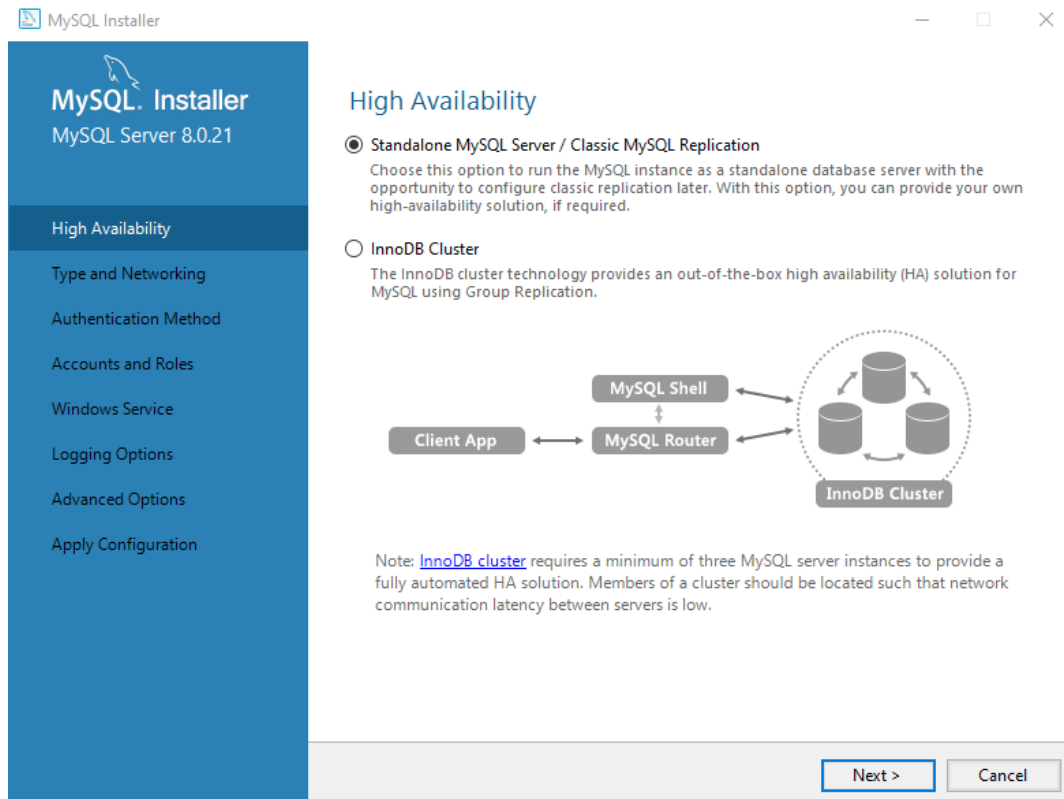 MySQL Installer
MySQL. Installer
MySQL Server 8.0.21
High Availability
Type and Networking
Authentication Method
Accounts and Roles
Windows Service
Logging Options
Advanced Options
Apply Configuration
High Availability
Standalone MySQL Server / Classic MySQL Replication
Choose this option to run the MySQL instance as a standalone database server with the
opportunity to configure classic replication later. With this option, you can provide your own
high-availability solution, if required.
InnoDB Cluster
The InnoDB cluster technology provides an out-of-the-box high availability (HA) solution for
MySQL using Group Replication.
MySQL Shell
Client App
MySQL Router
InnoDB Cluster
Note: InnoDB cluster requires a minimum of three MySQL server instances to provide a
fully automated HA solution. Members of a cluster should be located such that network
communication latency between servers is low.
Next >
Cancel